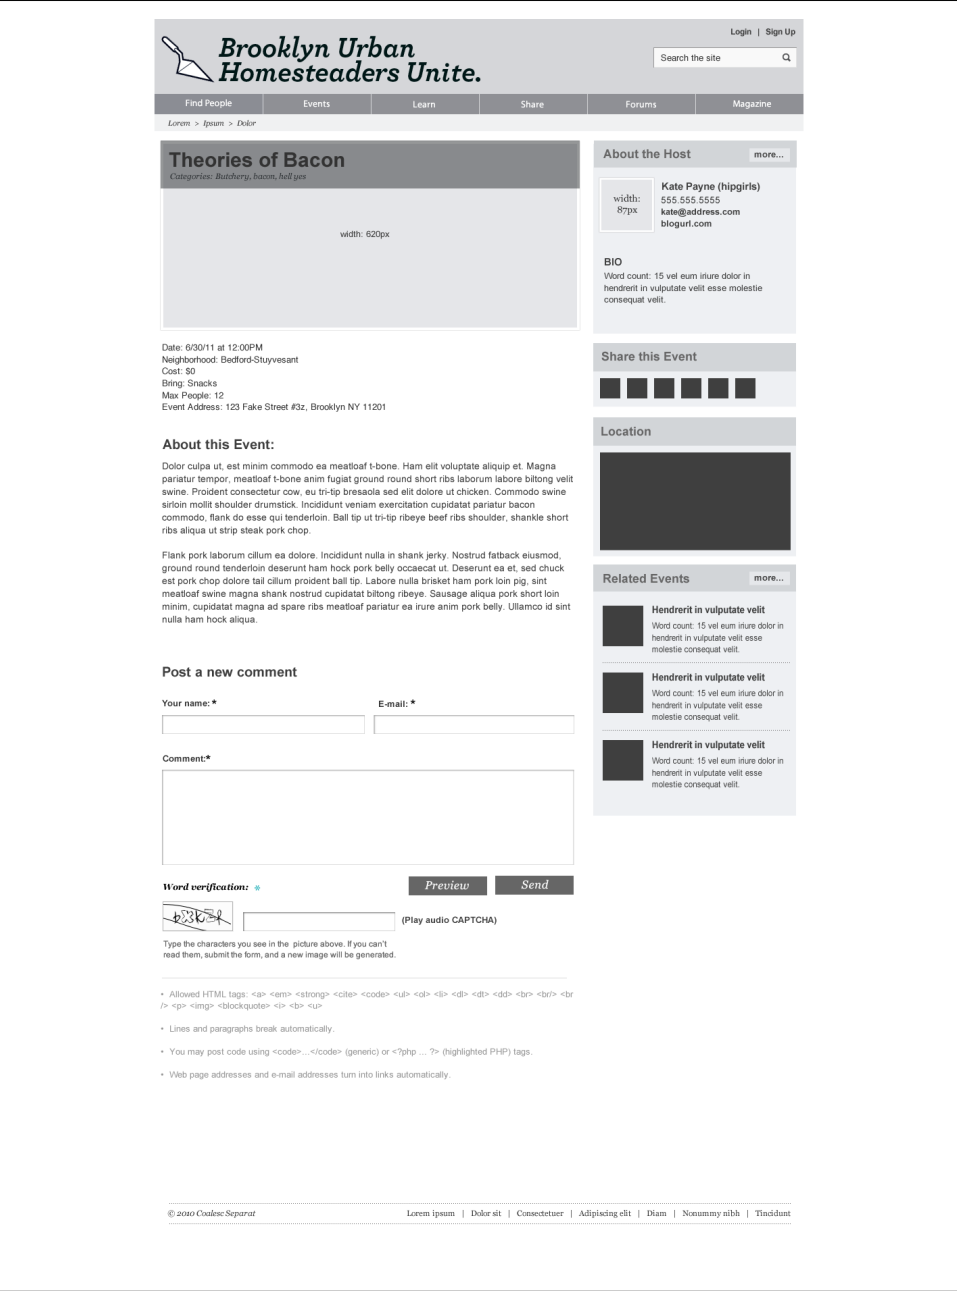 Login | Sign Up
Brooklyn Urban
Homesteaders Unite.
Search the site
Find People Events Learn Share Forums Magazine
Lorem > Ipsum > Dolor
Theories of Bacon
Categories: Butchery, bacon, hell yes
width: 620px
Date: 6/30/11 at 12:00PM
Neighborhood: Bedford-Stuyvesant
Cost: $0
Bring: Snacks
Max People: 12
Event Address: 123 Fake Street #3z, Brooklyn NY 11201
About this Event:
Dolor culpa ut, est minim commodo ea meatloaf t-bone. Ham elit voluptate aliquip et. Magna
pariatur tempor, meatloaf t-bone anim fugiat ground round short ribs laborum labore biltong velit
swine. Proident consectetur cow, eu tri-tip bresaola sed elit dolore ut chicken. Commodo swine
sirloin mollit shoulder drumstick. Incididunt veniam exercitation cupidatat pariatur bacon
commodo, flank do esse qui tenderloin. Ball tip ut tri-tip ribeye beef ribs shoulder, shankle short
ribs aliqua ut strip steak pork chop.
Flank pork laborum cillum ea dolore. Incididunt nulla in shank jerky. Nostrud fatback eiusmod,
ground round tenderloin deserunt ham hock pork belly occaecat ut. Deserunt ea et, sed chuck
est pork chop dolore tail cillum proident ball tip. Labore nulla brisket ham pork loin pig, sint
meatloaf swine magna shank nostrud cupidatat biltong ribeye. Sausage aliqua pork short loin
minim, cupidatat magna ad spare ribs meatloaf pariatur ea irure anim pork belly. Ullamco id sint
nulla ham hock aliqua.
Post a new comment
Your name: * E-mail: *
Comment:*
Word verification: *
Preview Send
(Play audio CAPTCHA)
Type the characters you see in the picture above. If you can't
read them, submit the form, and a new image will be generated.
• Allowed HTML tags: <a> <em> <strong> <cite> <code> <ul> <ol> <li> <dl> <dt> <dd> <br> <br/> <br
/> <p> <img> <blockquote> <i> <b> <u>
• Lines and paragraphs break automatically.
• You may post code using <code>...</code> (generic) or <?php ... ?> (highlighted PHP) tags.
• Web page addresses and e-mail addresses turn into links automatically.
About the Host more...
width:
87px
Kate Payne (hipgirls)
555.555.5555
kate@address.com
blogurl.com
BIO
Word count: 15 vel eum iriure dolor in
hendrerit in vulputate velit esse molestie
consequat velit.
Share this Event
Location
Related Events more...
Hendrerit in vulputate velit
Word count: 15 vel eum iriure dolor in
hendrerit in vulputate velit esse
molestie consequat velit.
Hendrerit in vulputate velit
Word count: 15 vel eum iriure dolor in
hendrerit in vulputate velit esse
molestie consequat velit.
Hendrerit in vulputate velit
Word count: 15 vel eum iriure dolor in
hendrerit in vulputate velit esse
molestie consequat velit.
© 2010 Coalesc Separat
Lorem ipsum | Dolor sit | Consectetuer | Adipiscing elit | Diam | Nonummy nibh | Tincidunt